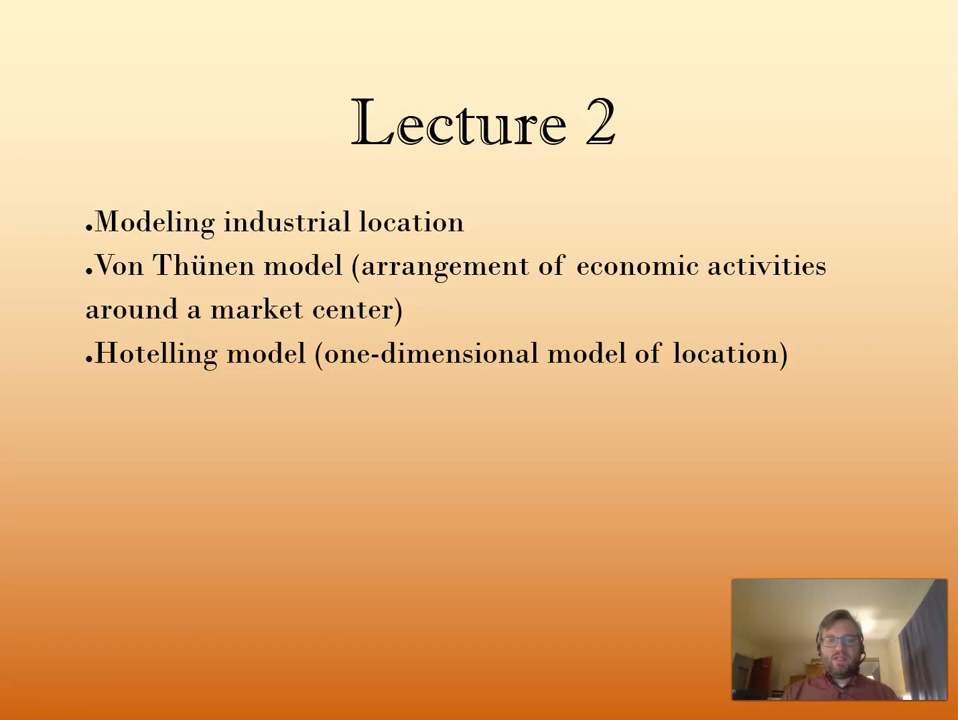 Lecture 2
.Modeling industrial location
.Von Thünen model (arrangement of economic activities
around a market center)
.Hotelling model (one-dimensional model of location)